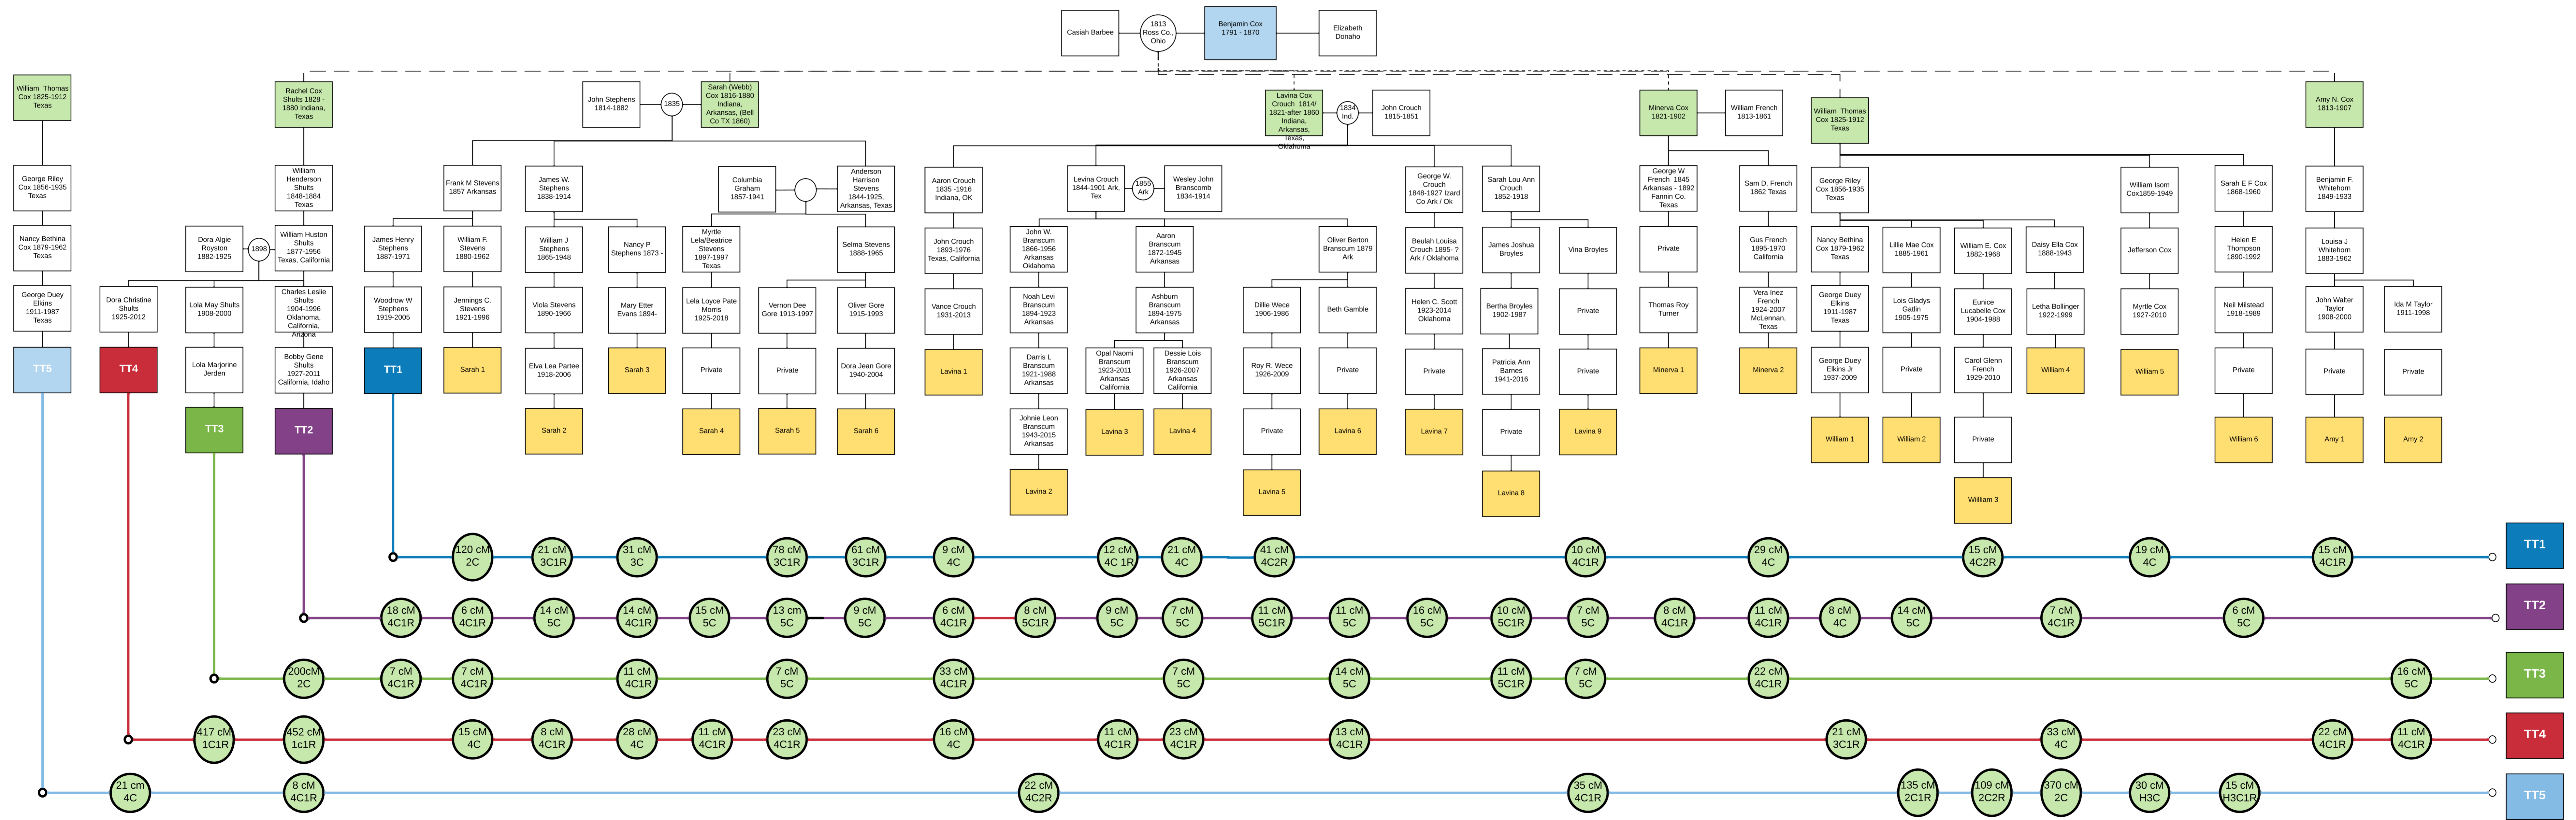 Casiah Barbee
1813
Ross Co.,
Ohio
Benjamin Cox
1791 - 1870
Elizabeth
Donaho
William  Thomas
Cox 1825-1912
Texas
Rachel Cox
Shults 1828 -
1880 Indiana,
Texas
John Stephens
1814-1882
1835
Sarah (Webb)
Cox 1816-1880
Indiana,
Arkansas, (Bell
Co TX 1860)
Lavina Cox
Crouch  1814/
1821-after 1860
Indiana,
Arkansas,
Texas,
Oklahoma
1834
Ind.
John Crouch
1815-1851
Minerva Cox
1821-1902
William French
1813-1861
William  Thomas
Cox 1825-1912
Texas
Amy N. Cox
1813-1907
George Riley
Cox 1856-1935
Texas
William
Henderson
Shults
1848-1884
Texas
Frank M Stevens
1857 Arkansas
James W.
Stephens
1838-1914
Columbia
Graham
1857-1941
Anderson
Harrison
Stevens
1844-1925,
Arkansas, Texas
Aaron Crouch
1835 -1916
Indiana, OK
Levina Crouch
1844-1901 Ark,
Tex
1855
Ark
Wesley John
Branscomb
1834-1914
George W.
Crouch
1848-1927 Izard
Co Ark / Ok
Sarah Lou Ann
Crouch
1852-1918
George W
French  1845
Arkansas - 1892
Fannin Co.
Texas
Sam D. French
1862 Texas
George Riley
Cox 1856-1935
Texas
William Isom
Cox1859-1949
Sarah E F Cox
1868-1960
Benjamin F.
Whitehorn
1849-1933
Nancy Bethina
Cox 1879-1962
Texas
Dora Algie
Royston
1882-1925
1898
William Huston
Shults
1877-1956
Texas, California
James Henry
Stephens
1887-1971
William F.
Stevens
1880-1962
William J
Stephens
1865-1948
Nancy P
Stephens 1873 -
Myrtle
Lela/Beatrice
Stevens
1897-1997
Texas
Selma Stevens
1888-1965
John Crouch
1893-1976
Texas, California
John W.
Branscum
1866-1956
Arkansas
Oklahoma
Aaron
Branscum
1872-1945
Arkansas
Oliver Berton
Branscum 1879
Ark
Beulah Louisa
Crouch 1895- ?
Ark / Oklahoma
James Joshua
Broyles
Vina Broyles
Private
Gus French
1895-1970
California
Nancy Bethina
Cox 1879-1962
Texas
Lillie Mae Cox
1885-1961
William E. Cox
1882-1968
Daisy Ella Cox
1888-1943
Jefferson Cox
Helen E
Thompson
1890-1992
Louisa J
Whitehorn
1883-1962
George Duey
Elkins
1911-1987
Texas
Dora Christine
Shults
1925-2012
Lola May Shults
1908-2000
Charles Leslie
Shults
1904-1996
Oklahoma,
California,
Arizona
Woodrow W
Stephens
1919-2005
Jennings C.
Stevens
1921-1996
Viola Stevens
1890-1966
Mary Etter
Evans 1894-
Lela Loyce Pate
Morris
1925-2018
Vernon Dee
Gore 1913-1997
Oliver Gore
1915-1993
Vance Crouch
1931-2013
Noah Levi
Branscum
1894-1923
Arkansas
Ashburn
Branscum
1894-1975
Arkansas
Dillie Wece
1906-1986
Beth Gamble
Helen C. Scott
1923-2014
Oklahoma
Bertha Broyles
1902-1987
Private
Thomas Roy
Turner
Vera Inez
French
1924-2007
McLennan,
Texas
George Duey
Elkins
1911-1987
Texas
Lois Gladys
Gatlin
1905-1975
Eunice
Lucabelle Cox
1904-1988
Letha Bollinger
1922-1999
Myrtle Cox
1927-2010
Neil Milstead
1918-1989
John Walter
Taylor
1908-2000
Ida M Taylor
1911-1998
TT5
TT4
Lola Marjorine
Jerden
Bobby Gene
Shults
1927-2011
California, Idaho
TT1
Sarah 1
Elva Lea Partee
1918-2006
Sarah 3
Private
Private
Dora Jean Gore
1940-2004
Lavina 1
Darris L
Branscum
1921-1988
Arkansas
Opal Naomi
Branscum
1923-2011
Arkansas
California
Dessie Lois
Branscum
1926-2007
Arkansas
California
Roy R. Wece
1926-2009
Private
Private
Patricia Ann
Barnes
1941-2016
Private
Minerva 1
Minerva 2
George Duey
Elkins Jr
1937-2009
Private
Carol Glenn
French
1929-2010
William 4
William 5
Private
Private
Private
TT3
TT2
Sarah 2
Sarah 4
Sarah 5
Sarah 6
Johnie Leon
Branscum
1943-2015
Arkansas
Lavina 3
Lavina 4
Private
Lavina 6
Lavina 7
Private
Lavina 9
William 1
William 2
Private
William 6
Amy 1
Amy 2
Lavina 2
Lavina 5
Lavina 8
Wiilliam 3
120 cM
2C
21 cM
3C1R
31 cM
3C
78 cM
3C1R
61 cM
3C1R
9 cM
4C
12 cM
4C 1R
21 cM
4C
41 cM
4C2R
10 cM
4C1R
29 cM
4C
15 cM
4C2R
19 cM
4C
15 cM
4C1R
TT1
18 cM
4C1R
6 cM
4C1R
14 cM
5C
14 cM
4C1R
15 cM
5C
13 cm
5C
9 cM
5C
6 cM
4C1R
8 cM
5C1R
9 cM
5C
7 cM
5C
11 cM
5C1R
11 cM
5C
16 cM
5C
10 cM
5C1R
7 cM
5C
8 cM
4C1R
11 cM
4C1R
8 cM
4C
14 cM
5C
7 cM
4C1R
6 cM
5C
TT2
200cM
2C
7 cM
4C1R
7 cM
4C1R
11 cM
4C1R
7 cM
5C
33 cM
4C1R
7 cM
5C
14 cM
5C
11 cM
5C1R
7 cM
5C
22 cM
4C1R
16 cM
5C
TT3
417 cM
1C1R
452 cM
1c1R
15 cM
4C
8 cM
4C1R
28 cM
4C
11 cM
4C1R
23 cM
4C1R
16 cM
4C
11 cM
4C1R
23 cM
4C1R
13 cM
4C1R
21 cM
3C1R
33 cM
4C
22 cM
4C1R
11 cM
4C1R
TT4
21 cm
4C
8 cM
4C1R
22 cM
4C2R
35 cM
4C1R
135 cM
2C1R
109 cM
2C2R
370 cM
2C
30 cM
H3C
15 cM
H3C1R
TT5